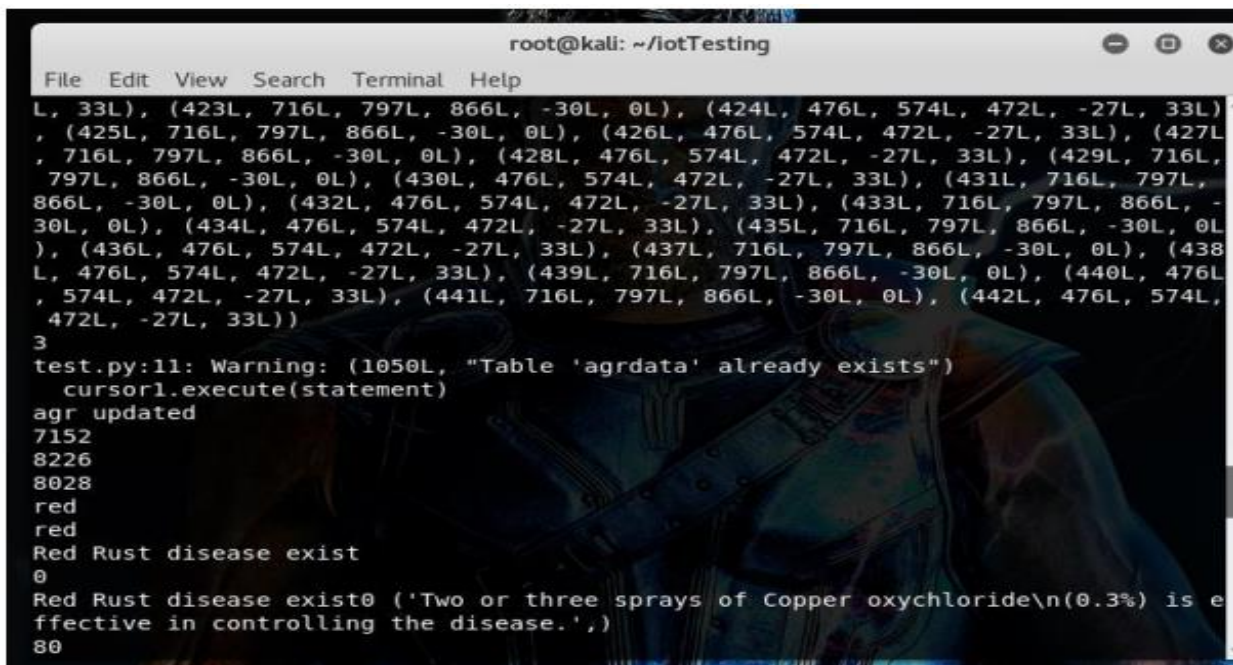 root@kali: ~/iotTesting
File Edit View Search Terminal Help
L, 33L), (423L, 716L, 797L, 866L, -30L, 0L), (424L, 476L, 574L, 472L, -27L, 33L)
, (425L, 716L, 797L, 866L, -30L, 0L), (426L, 476L, 574L, 472L, -27L, 33L), (427L
, 716L, 797L, 866L, -30L, 0L), (428L, 476L, 574L, 472L, -27L, 33L), (429L, 716L,
797L, 866L, -30L, 0L), (430L, 476L, 574L, 472L, -27L, 33L), (431L, 716L, 797L,
866L, -30L, 0L), (432L, 476L, 574L, 472L, -27L, 33L), (433L, 716L, 797L, 866L, -
30L, 0L), (434L, 476L, 574L, 472L, -27L, 33L), (435L, 716L, 797L, 866L, -30L, 0L
), (436L, 476L, 574L, 472L, -27L, 33L), (437L, 716L, 797L, 866L, -30L, 0L), (438
L, 476L, 574L, 472L, -27L, 33L), (439L, 716L, 797L, 866L, -30L, 0L), (440L, 476L
, 574L, 472L, -27L, 33L), (441L, 716L, 797L, 866L, -30L, 0L), (442L, 476L, 574L,
472L, -27L, 33L))
3
test.py:11: Warning: (1050L, "Table 'agrdata' already exists")
cursor1.execute(statement)
agr updated
7152
8226
8028
red
red
Red Rust disease exist
0
Red Rust disease exist0 ('Two or three sprays of Copper oxychloride\n(0.3%) is e
ffective in controlling the disease.',)
80